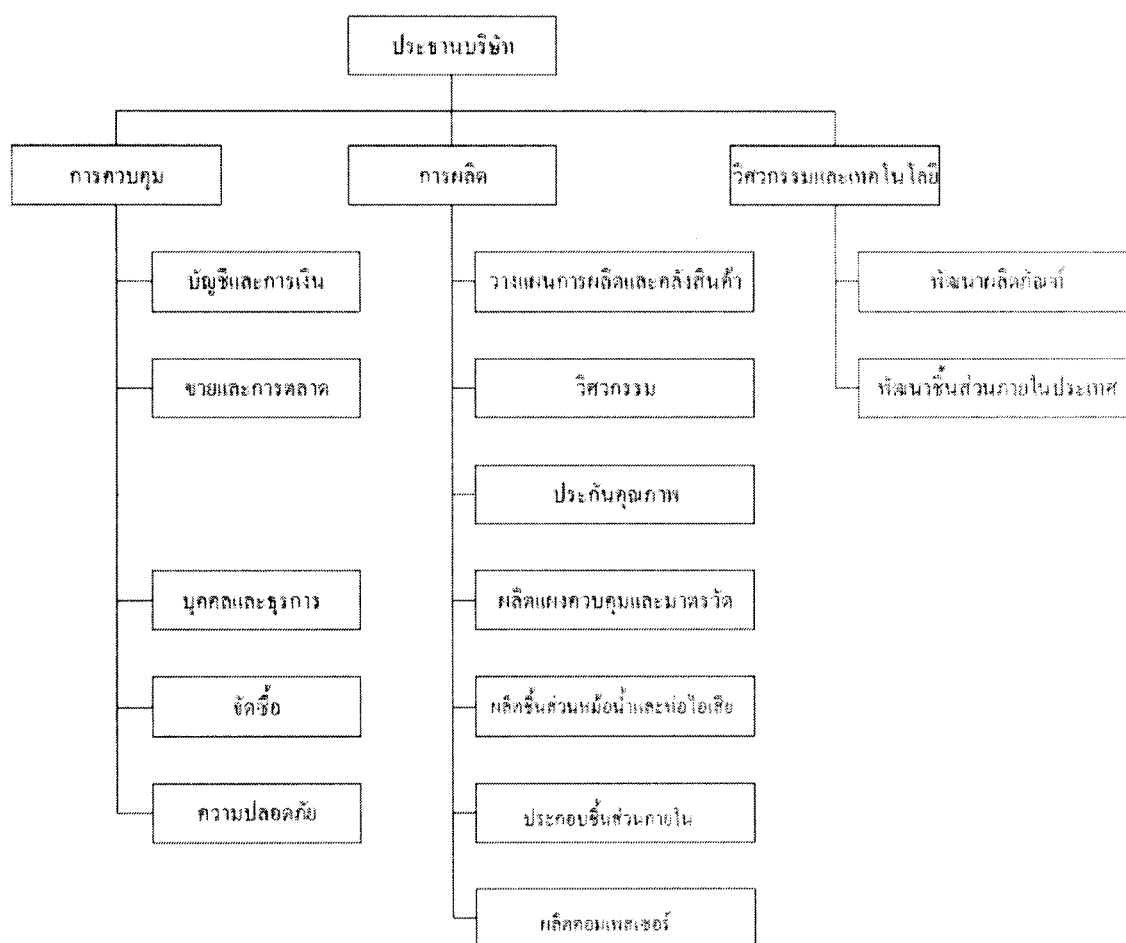 ประธานบริษัท
การควบคุม
การผลิต
วิศวกรรมและเทคโนโลยี
บัญชีและการเงิน
วางแผนการผลิตและคลังสินค้า
พัฒนาผลิตภัณฑ์
ขายและการตลาด
วิศวกรรม
พัฒนาชิ้นส่วนภายในประเทศ
ประกันคุณภาพ
บุคคลและธุรการ
ผลิตแผงควบคุมและมาตรวัด
จัดซื้อ
ผลิตชิ้นส่วนหม้อน้ำและท่อไอเสีย
ความปลอดภัย
ประกอบชิ้นส่วนภายใน
ผลิตคอมเพสเซอร์